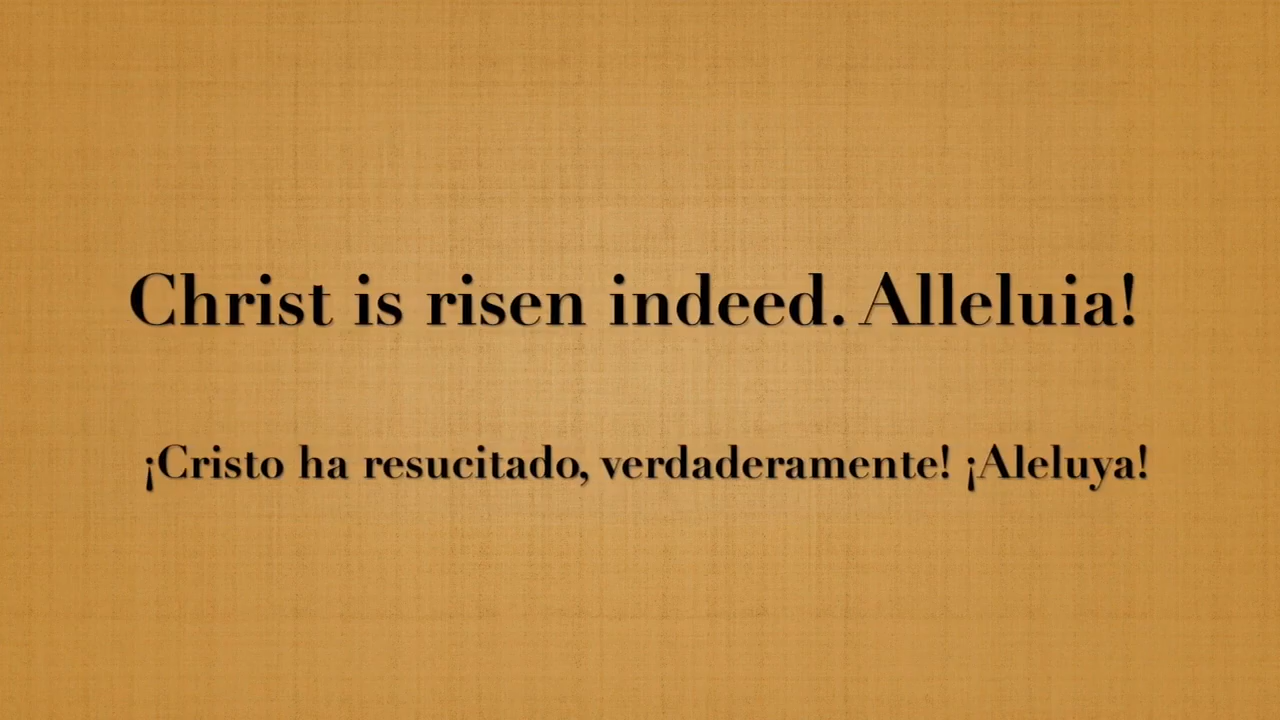 Christ is risen indeed. Alleluia!
¡Cristo ha resucitado, verdaderamente! ¡Aleluya!